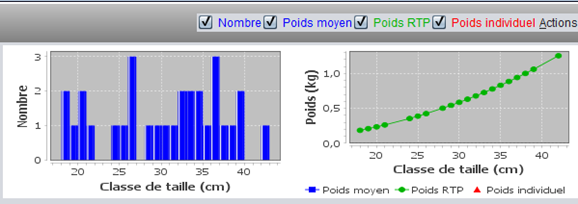 Nombre Poids moyen Poids RTP Poids individuel Actions
Nombre
3
2
1
0
20 25 30 35 40
Classe de taille (cm)
Poids (kg)
1,0
0,5
0,0
20 25 30 35 40
Classe de taille (cm)
Poids moyen Poids RTP Poids individuel